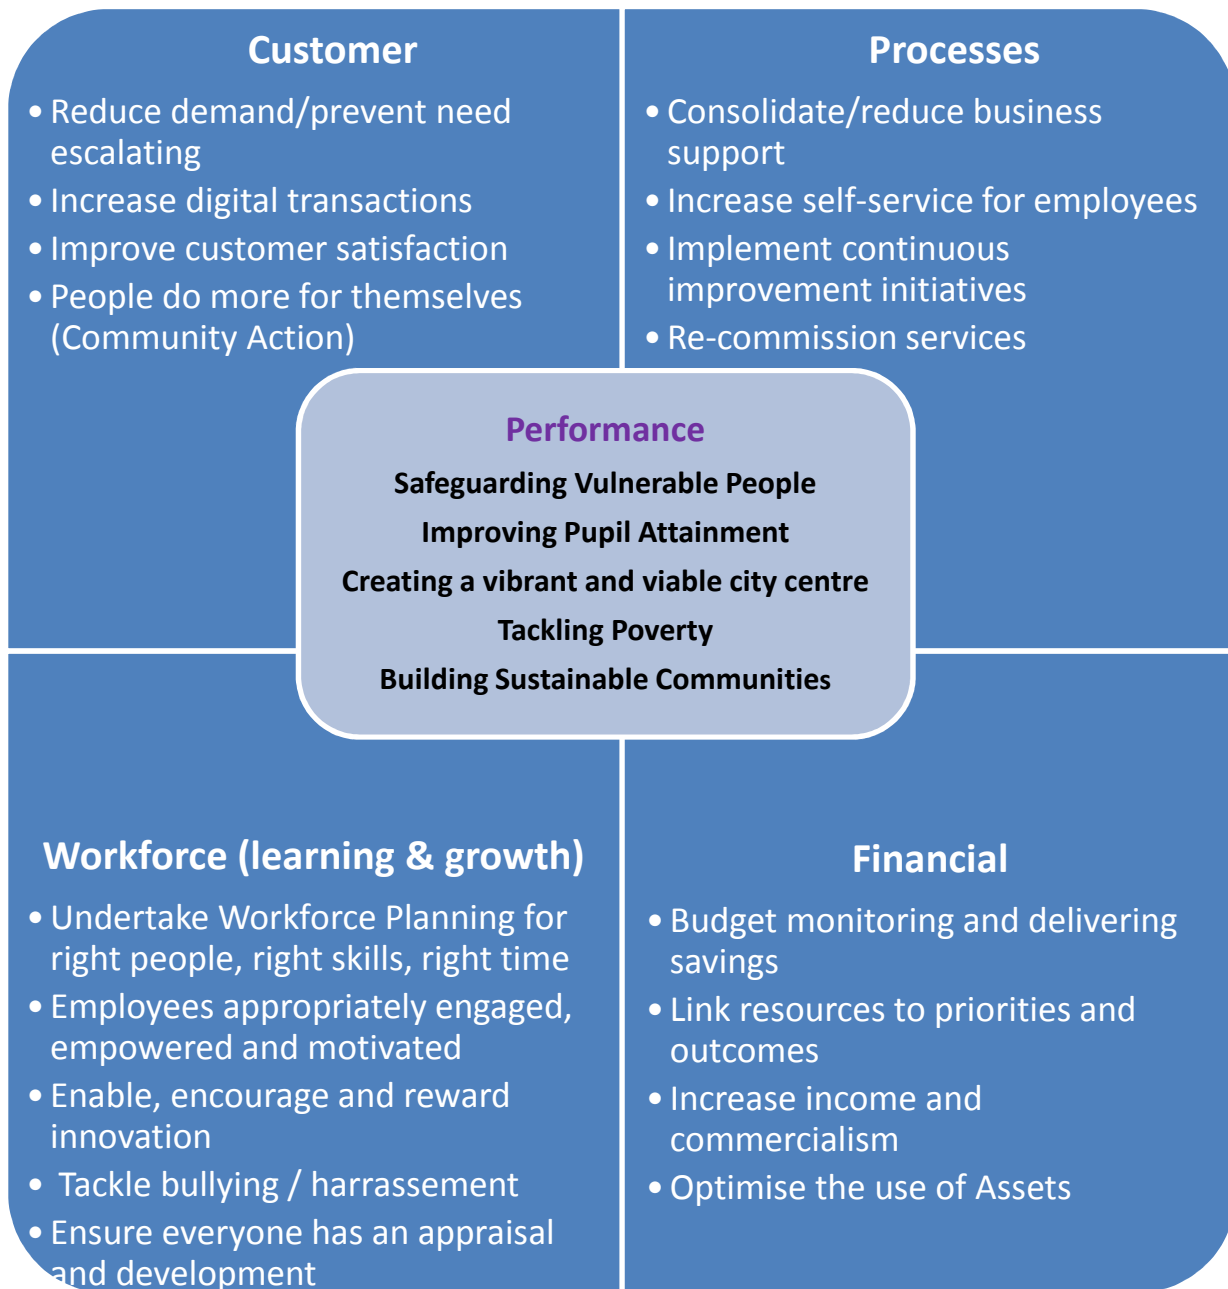 Customer
• Reduce demand/prevent need
escalating
• Increase digital transactions
• Improve customer satisfaction
• People do more for themselves
(Community Action)
Processes
• Consolidate/reduce business
support
• Increase self-service for employees
• Implement continuous
improvement initiatives
• Re-commission services
Performance
Safeguarding Vulnerable People
Improving Pupil Attainment
Creating a vibrant and viable city centre
Tackling Poverty
Building Sustainable Communities
Workforce (learning & growth)
• Undertake Workforce Planning for
right people, right skills, right time
• Employees appropriately engaged,
empowered and motivated
• Enable, encourage and reward
innovation
• Tackle bullying / harrassement
• Ensure everyone has an appraisal
and development
Financial
• Budget monitoring and delivering
savings
• Link resources to priorities and
outcomes
• Increase income and
commercialism
• Optimise the use of Assets